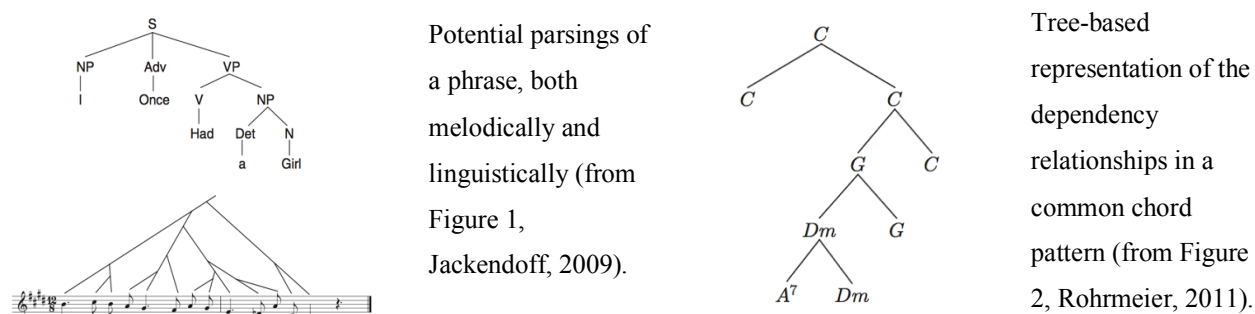 S
NP Adv VP
I Once V NP
Had Det N
a Girl
12
8
Potential parsings of
a phrase, both
melodically and
linguistically (from
Figure 1,
Jackendoff, 2009).
C
C C
G C
Dm G
A7 Dm
Tree-based
representation of the
dependency
relationships in a
common chord
pattern (from Figure
2, Rohrmeier, 2011).